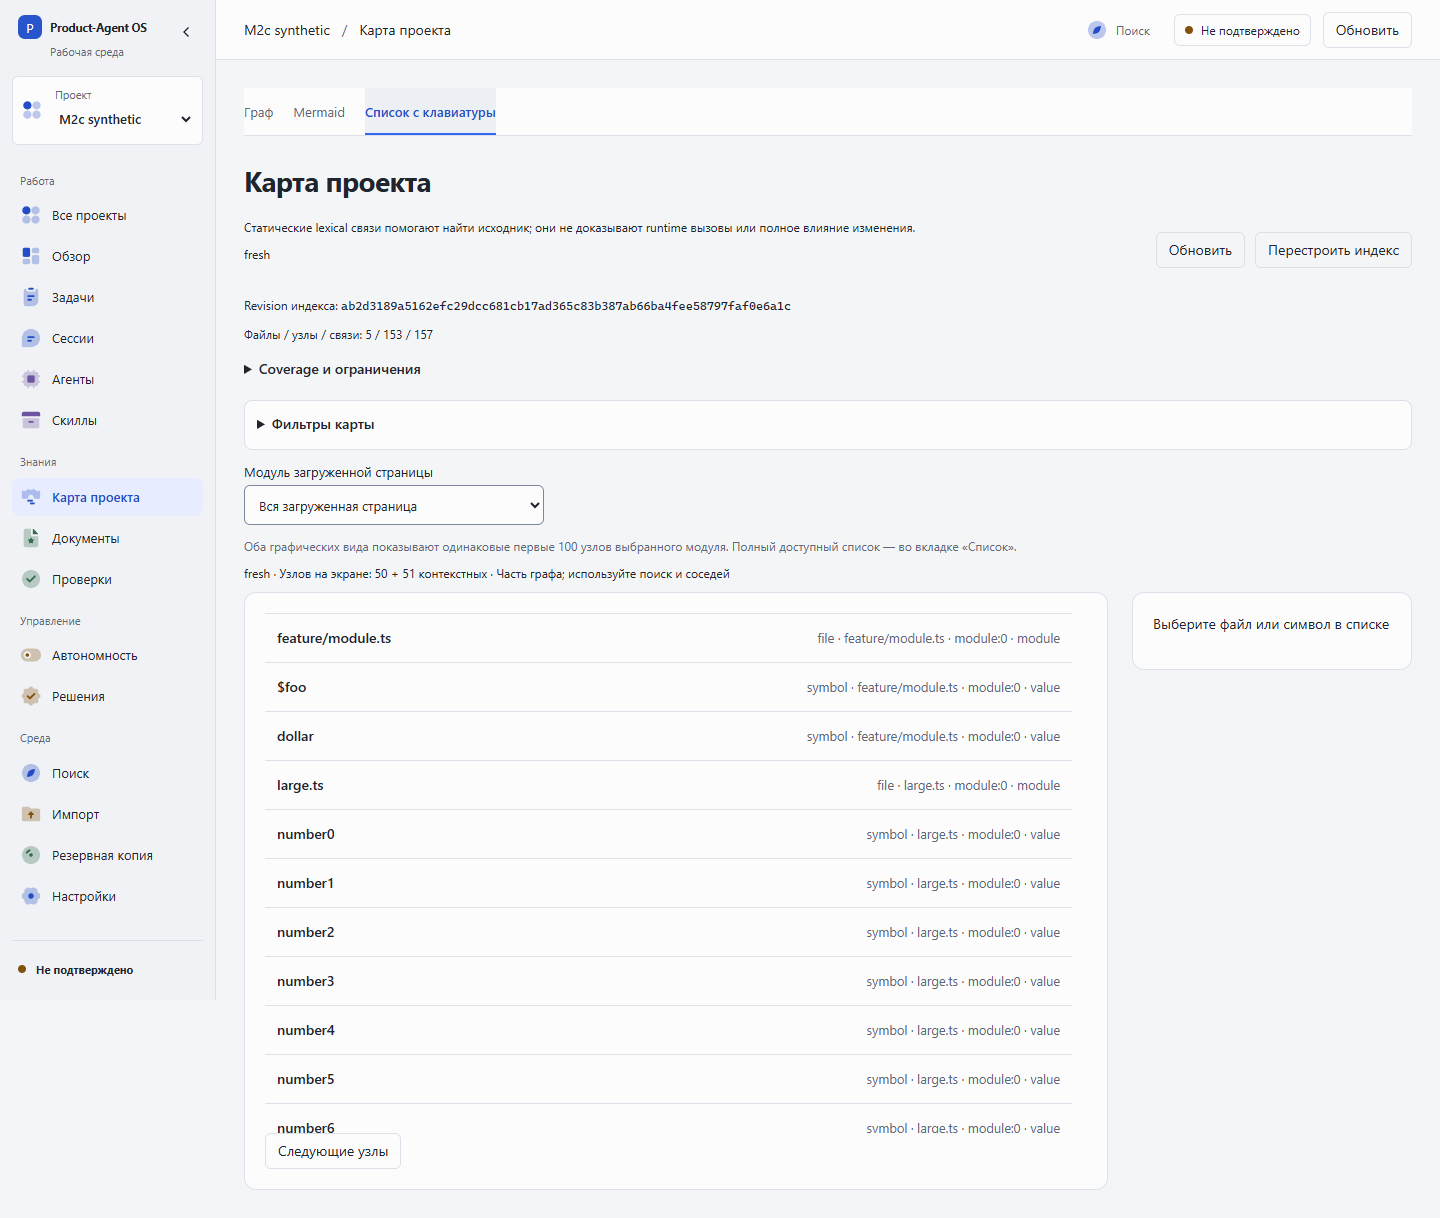 P
Product-Agent OS
Рабочая среда
Проект
M2c synthetic
Работа
Все проекты
Обзор
Задачи
Сессии
Агенты
Скиллы
Знания
Карта проекта
Документы
Проверки
Управление
Автономность
Решения
Среда
Поиск
Импорт
Резервная копия
Настройки
Не подтверждено
M2c synthetic / Карта проекта
Поиск
Не подтверждено
Обновить
Граф Mermaid Список с клавиатуры
Карта проекта
Статические lexical связи помогают найти исходник; они не доказывают runtime вызовы или полное влияние изменения.
fresh
Обновить
Перестроить индекс
Revision индекса: ab2d3189a5162efc29dcc681cb17ad365c83b387ab66ba4fee58797faf0e6a1c
Файлы / узлы / связи: 5 / 153 / 157
Coverage и ограничения
Фильтры карты
Модуль загруженной страницы
Вся загруженная страница
Оба графических вида показывают одинаковые первые 100 узлов выбранного модуля. Полный доступный список — во вкладке «Список».
fresh · Узлов на экране: 50 + 51 контекстных · Часть графа; используйте поиск и соседей
feature/module.ts file · feature/module.ts · module:0 · module
$foo symbol · feature/module.ts · module:0 · value
dollar symbol · feature/module.ts · module:0 · value
large.ts file · large.ts · module:0 · module
number0 symbol · large.ts · module:0 · value
number1 symbol · large.ts · module:0 · value
number2 symbol · large.ts · module:0 · value
number3 symbol · large.ts · module:0 · value
number4 symbol · large.ts · module:0 · value
number5 symbol · large.ts · module:0 · value
number6 symbol · large.ts · module:0 · value
Следующие узлы
Выберите файл или символ в списке